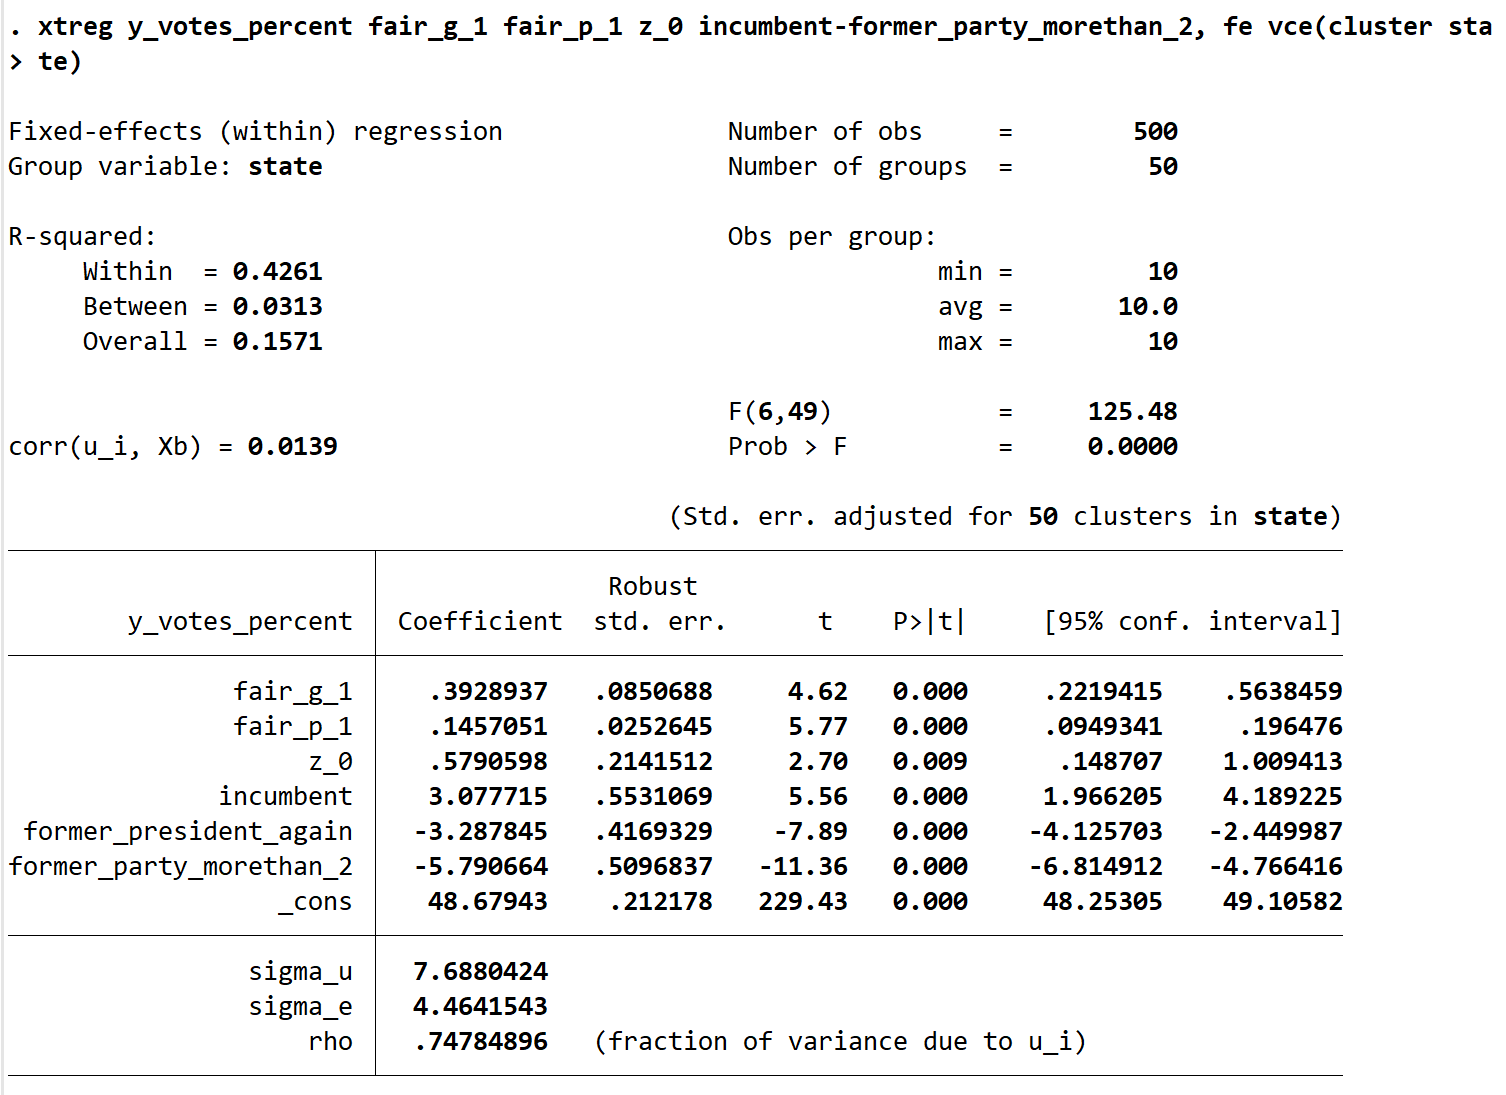 . xtreg y_votes_percent fair_g_1 fair_p_1 z_0 incumbent-former_party_morethan_2, fe vce(cluster sta
> te)
Fixed-effects (within) regression Number of obs = 500
Group variable: state Number of groups = 50
R-squared: Obs per group:
Within = 0.4261 min = 10
Between = 0.0313 avg = 10.0
Overall = 0.1571 max = 10
F(6,49) = 125.48
corr(u_i, Xb) = 0.0139 Prob > F = 0.0000
(Std. err. adjusted for 50 clusters in state)
Robust
y_votes_percent Coefficient std. err. t P>|t| [95% conf. interval]
fair_g_1 .3928937 .0850688 4.62 0.000 .2219415 .5638459
fair_p_1 .1457051 .0252645 5.77 0.000 .0949341 .196476
z_0 .5790598 .2141512 2.70 0.009 .148707 1.009413
incumbent 3.077715 .5531069 5.56 0.000 1.966205 4.189225
former_president_again -3.287845 .4169329 -7.89 0.000 -4.125703 -2.449987
former_party_morethan_2 -5.790664 .5096837 -11.36 0.000 -6.814912 -4.766416
_cons 48.67943 .212178 229.43 0.000 48.25305 49.10582
sigma_u 7.6880424
sigma_e 4.4641543
rho .74784896 (fraction of variance due to u_i)